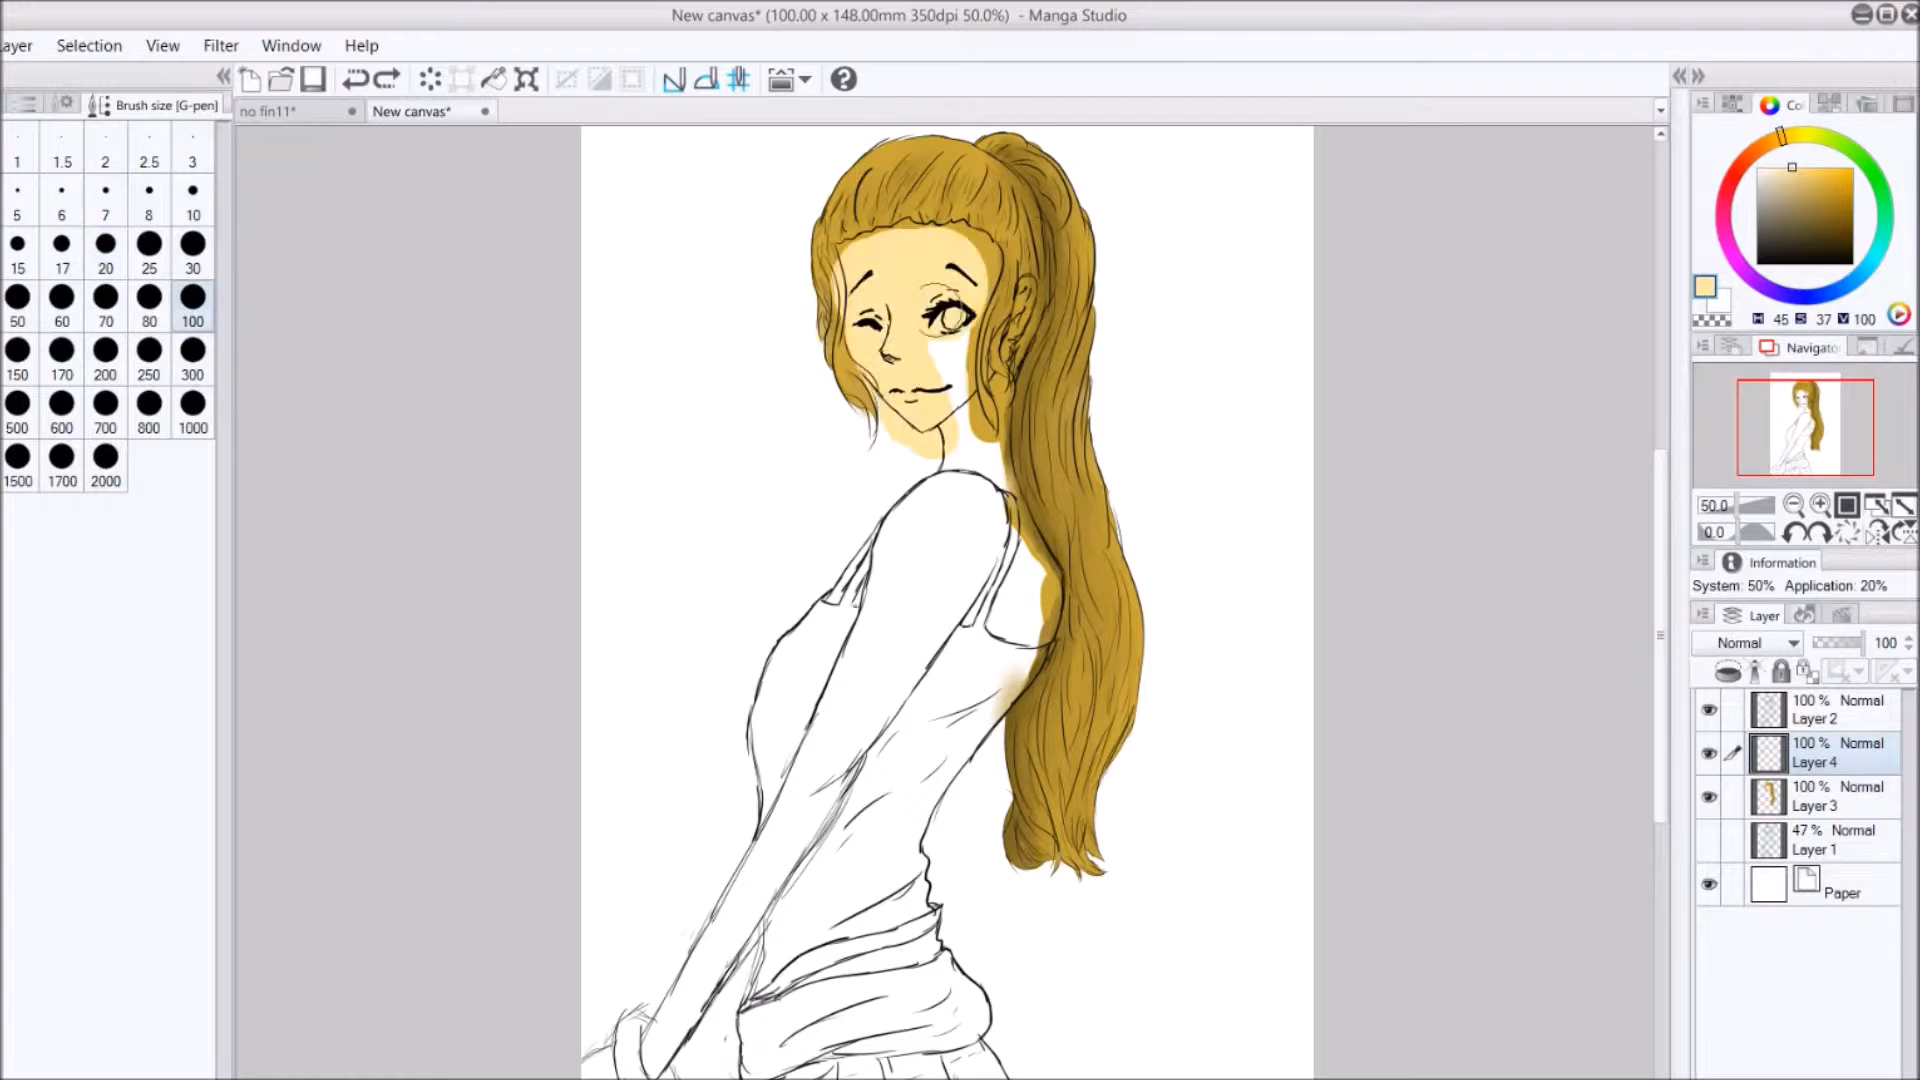 New canvas* (100.00 x 148.00mm 350dpi 50.0%) - Manga Studio
ayer Selection View Filter Window Help
Brush size [G-pen]
no fin11* New canvas*
1 1.5 2 2.5 3
5 6 7 8 10
15 17 20 25 30
50 60 70 80 100
150 170 200 250 300
500 600 700 800 1000
1500 1700 2000
Co
H 45 S 37 V 100
Navigato
50.0
0.0
Information
System: 50% Application: 20%
Layer
Normal 100
100 % Normal
Layer 2
100 % Normal
Layer 4
100 % Normal
Layer 3
47 % Normal
Layer 1
Paper